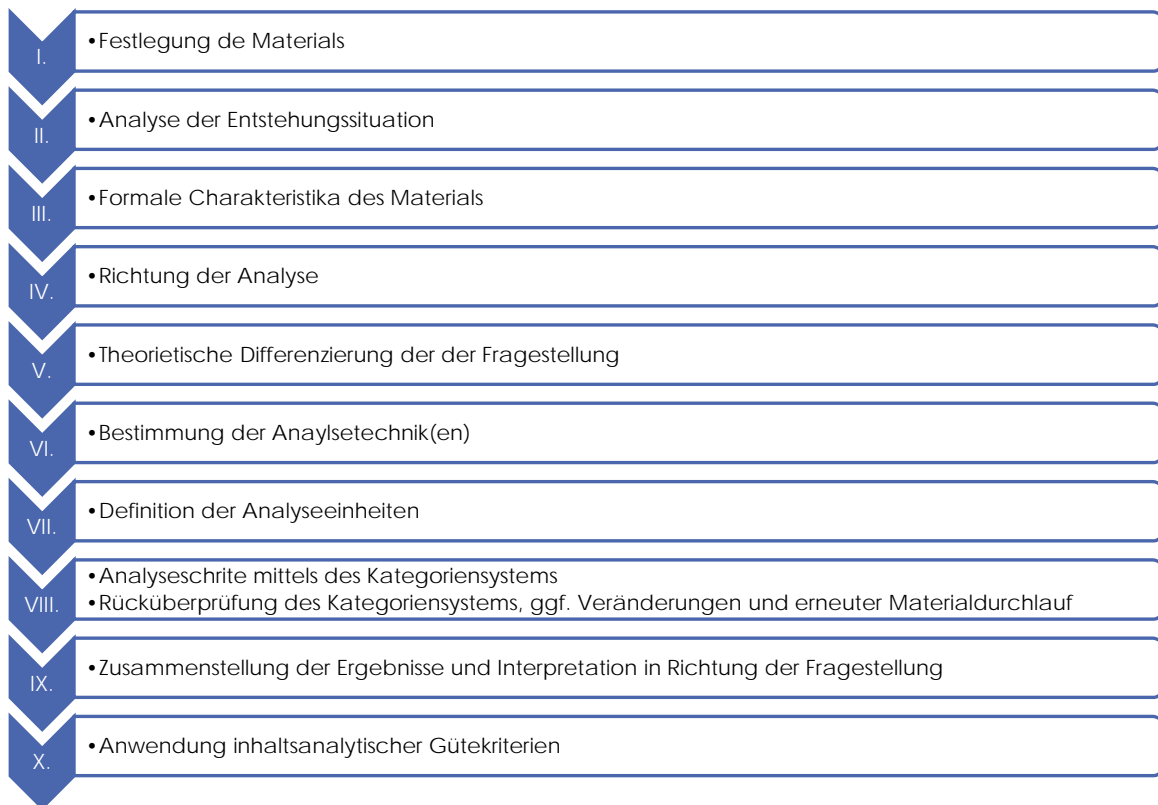 I.
•Festlegung de Materials
II.
•Analyse der Entstehungssituation
III.
•Formale Charakteristika des Materials
IV.
•Richtung der Analyse
V.
•Theorietische Differenzierung der der Fragestellung
VI.
•Bestimmung der Anaylsetechnik(en)
VII.
•Definition der Analyseeinheiten
VIII.
•Analyseschrite mittels des Kategoriensystems
•Rücküberprüfung des Kategoriensystems, ggf. Veränderungen und erneuter Materialdurchlauf
IX.
•Zusammenstellung der Ergebnisse und Interpretation in Richtung der Fragestellung
X.
•Anwendung inhaltsanalytischer Gütekriterien